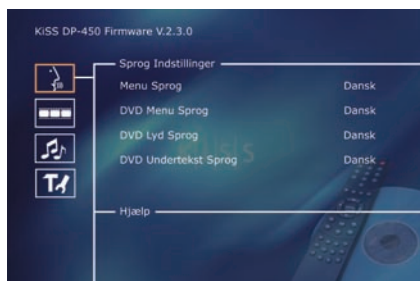 KiSS DP-450 Firmware V.2.3.0
Sprog Indstillinger
Menu Sprog Dansk
DVD Menu Sprog Dansk
DVD Lyd Sprog Dansk
DVD Undertekst Sprog Dansk
Hjælp